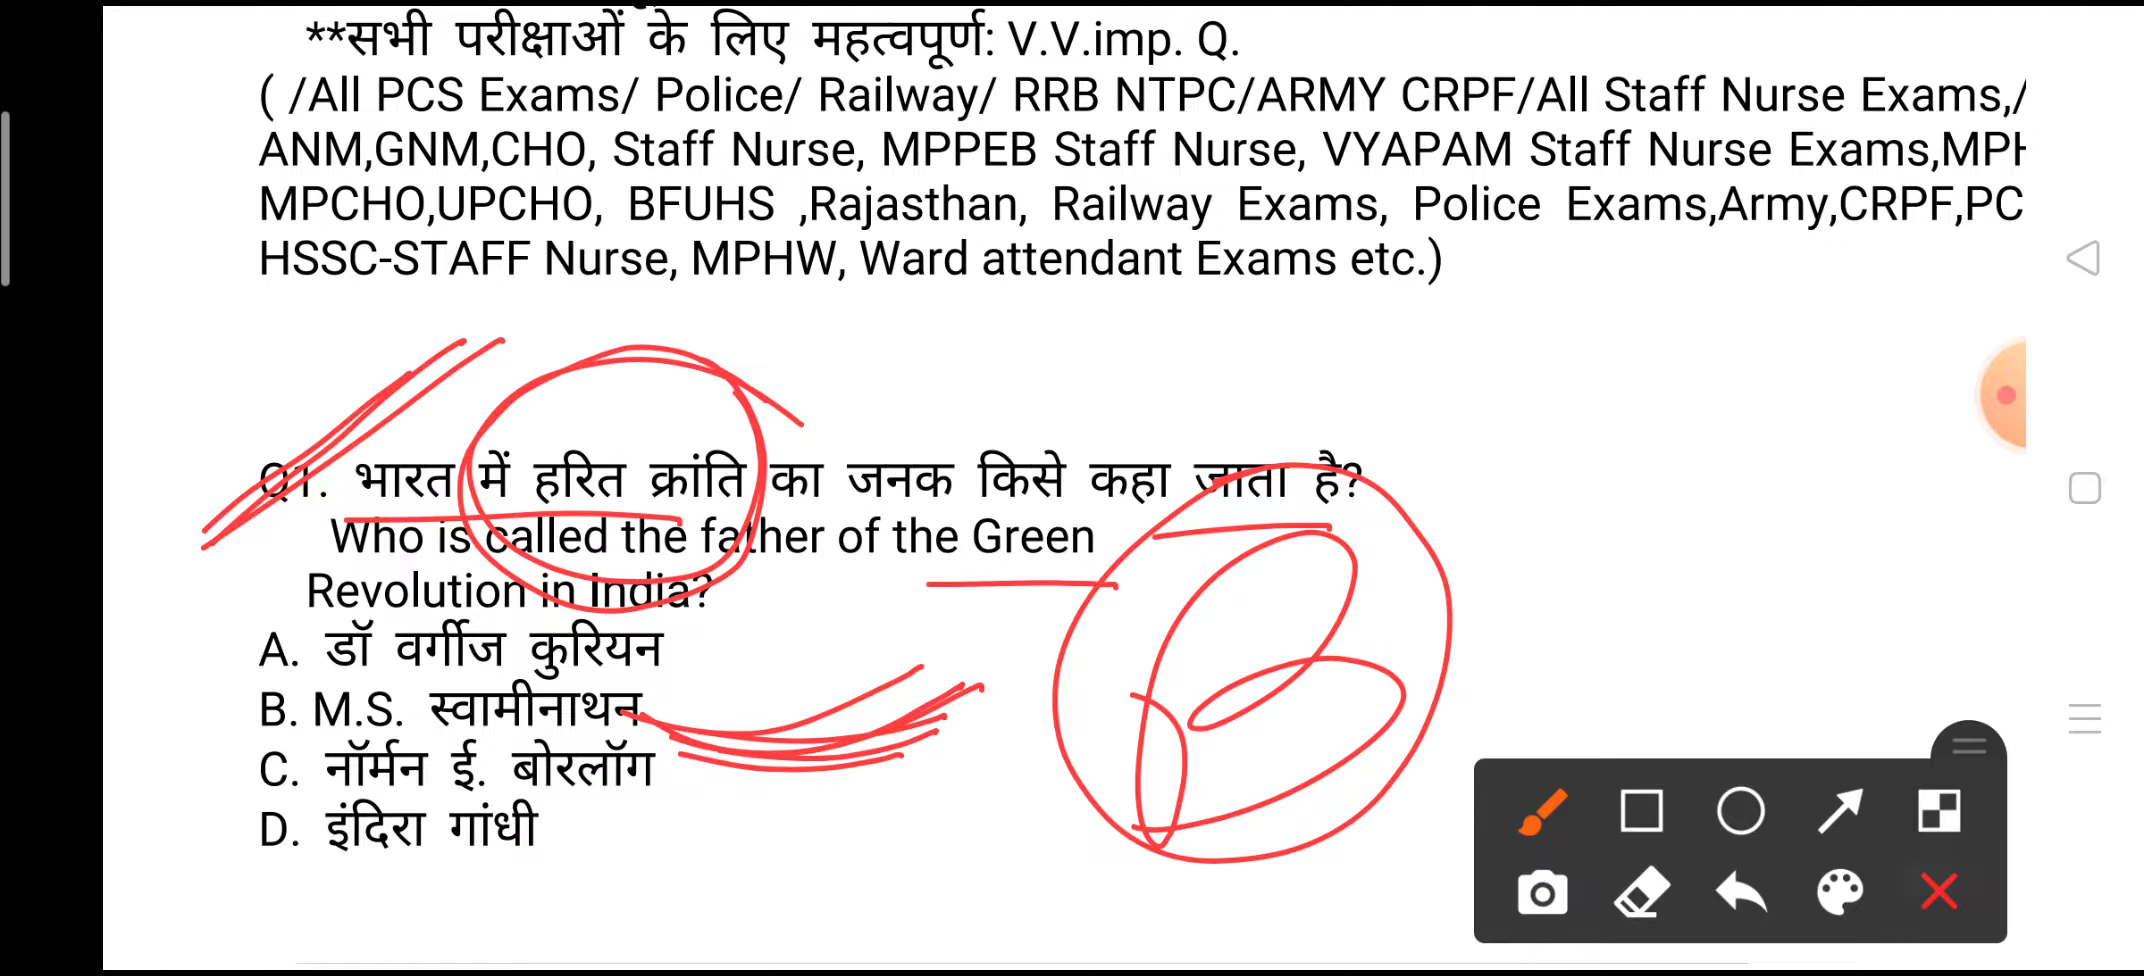 **सभी परीक्षाओं के लिए महत्वपूर्ण: V.V.imp. Q.
( /All PCS Exams/ Police/ Railway/ RRB NTPC/ARMY CRPF/All Staff Nurse Exams,/
ANM,GNM,CHO, Staff Nurse, MPPEB Staff Nurse, VYAPAM Staff Nurse Exams,
MPCHO,UPCHO, BFUHS ,Rajasthan, Railway Exams, Police Exams,Army,CRPF,PC
HSSC-STAFF Nurse, MPHW, Ward attendant Exams etc.)
Q1. भारत में हरित क्रांति का जनक किसे कहा जाता है?
Who is called the father of the Green
Revolution in India?
A. डॉ वर्गीज कुरियन
B. M.S. स्वामीनाथन
C. नॉर्मन ई. बोरलॉग
D. इंदिरा गांधी
B